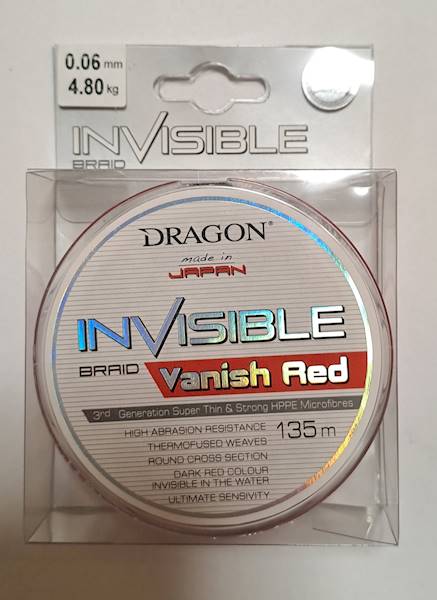 0.06 mm
4.80 kg
INVISIBLE
BRAID
DRAGON®
made in
JAPAN
INVISIBLE
BRAID Vanish Red
3rd Generation Super Thin & Strong HPPE Microfibres
HIGH ABRASION RESISTANCE
THERMOFUSED WEAVES
ROUND CROSS SECTION
DARK RED COLOUR
INVISIBLE IN THE WATER
ULTIMATE SENSIVITY
135m